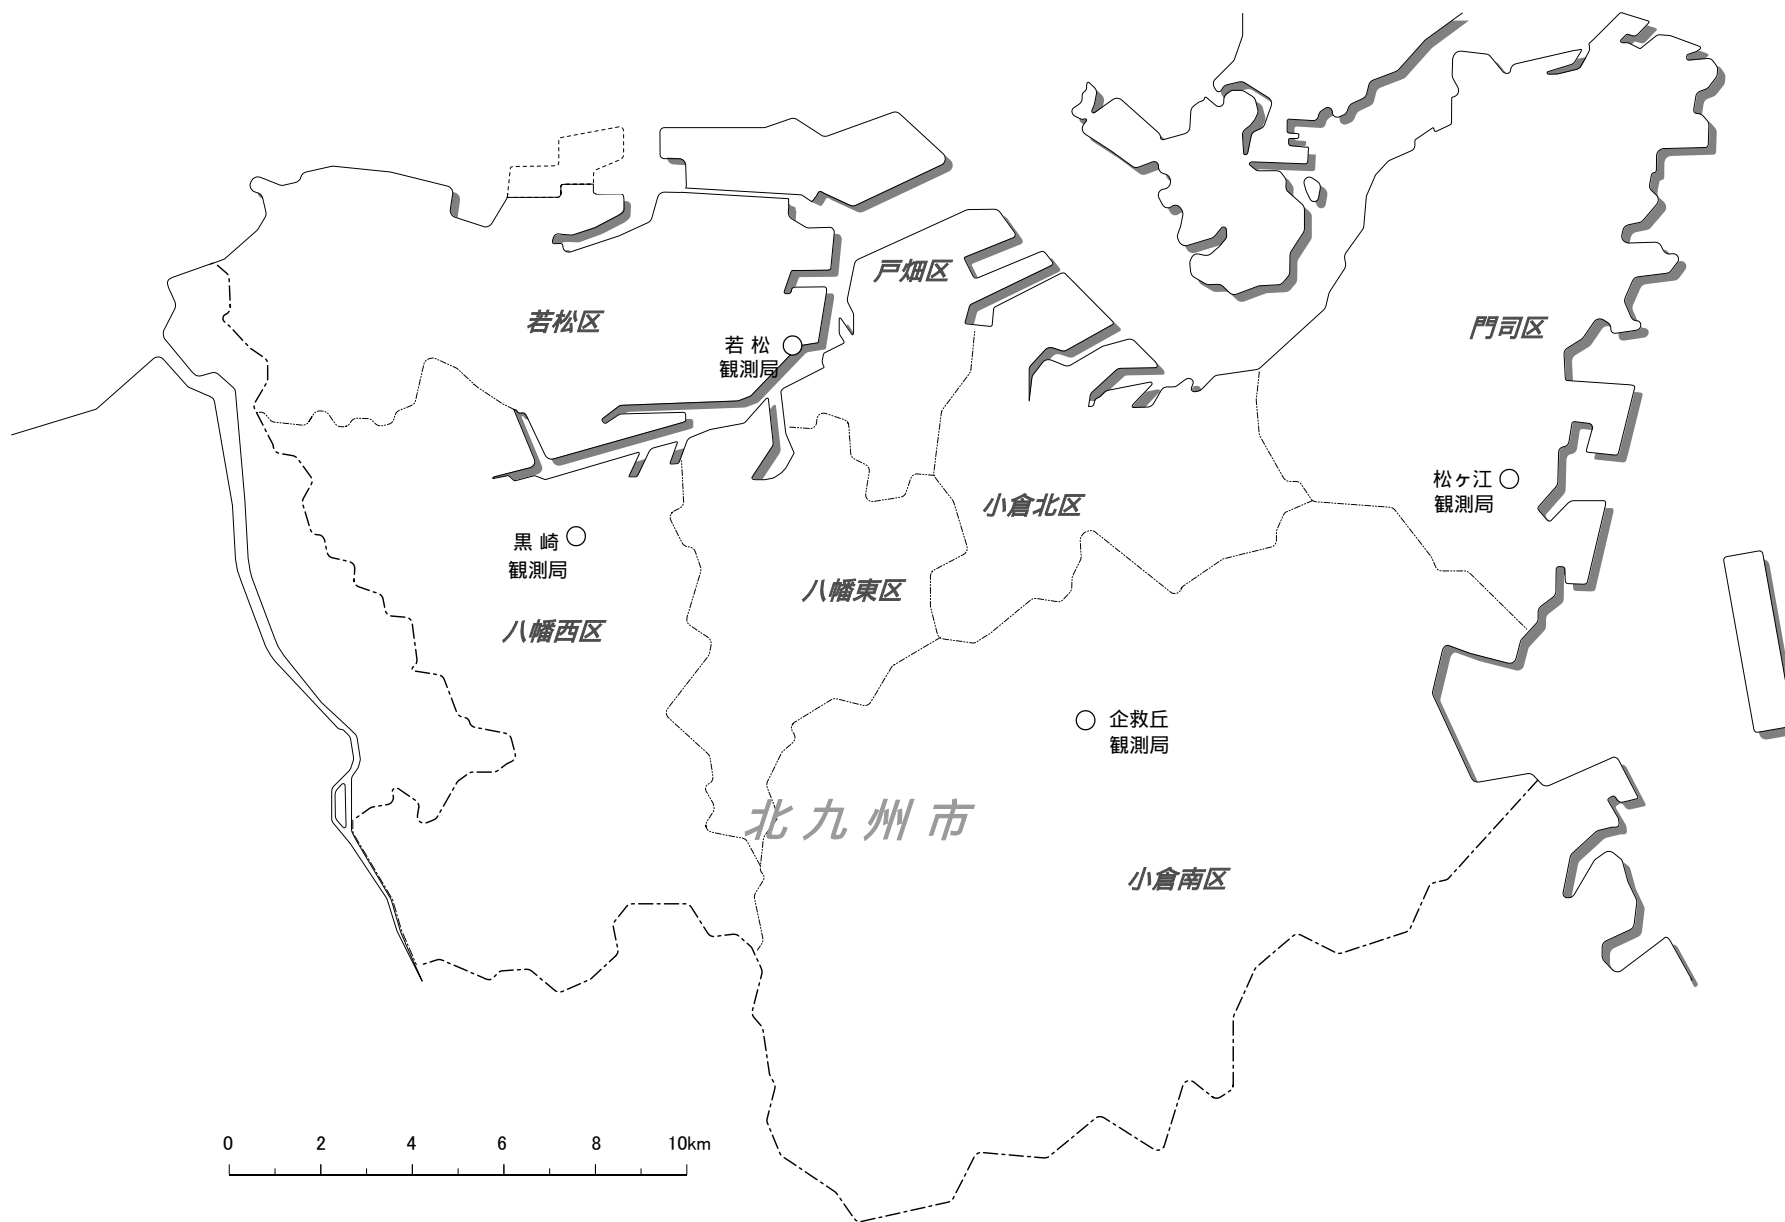 戸畑区
若松区
門司区
若 松
観測局
松ヶ江
観測局
小倉北区
黒 崎
観測局
八幡東区
八幡西区
企救丘
観測局
北九州市
小倉南区
0 2 4 6 8 10km